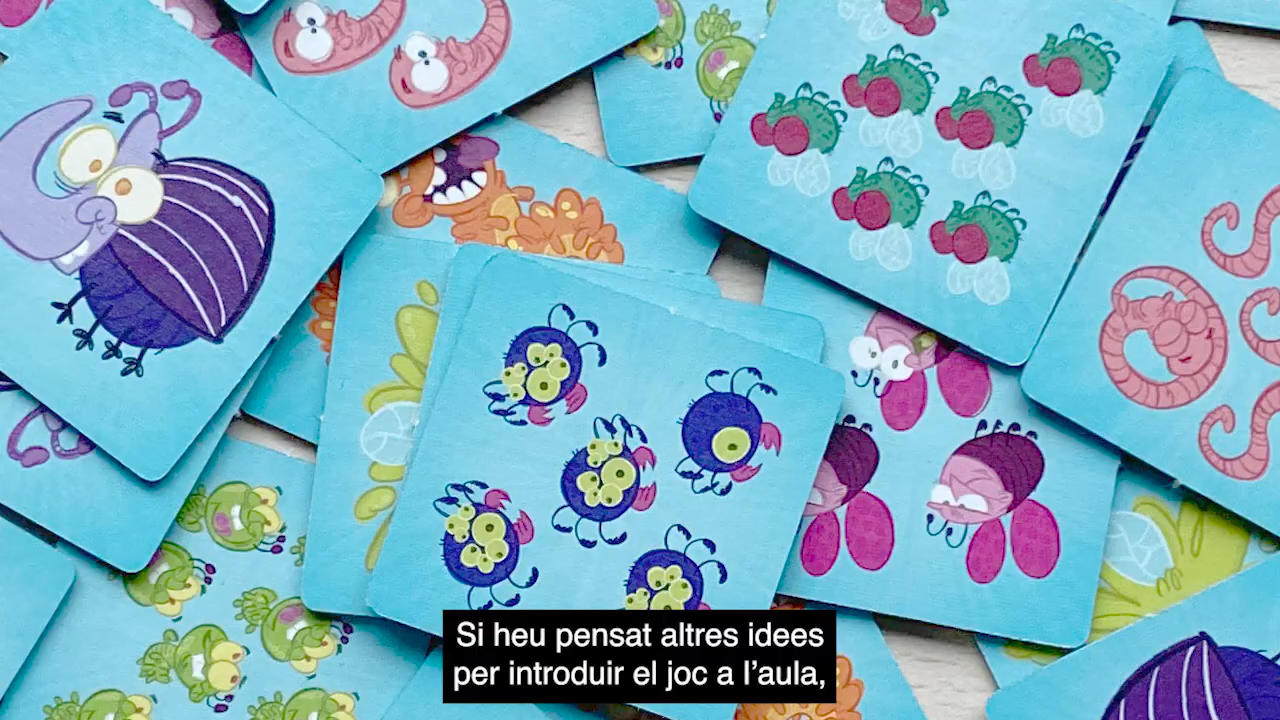 Si heu pensat altres idees
per introduir el joc a l’aula,